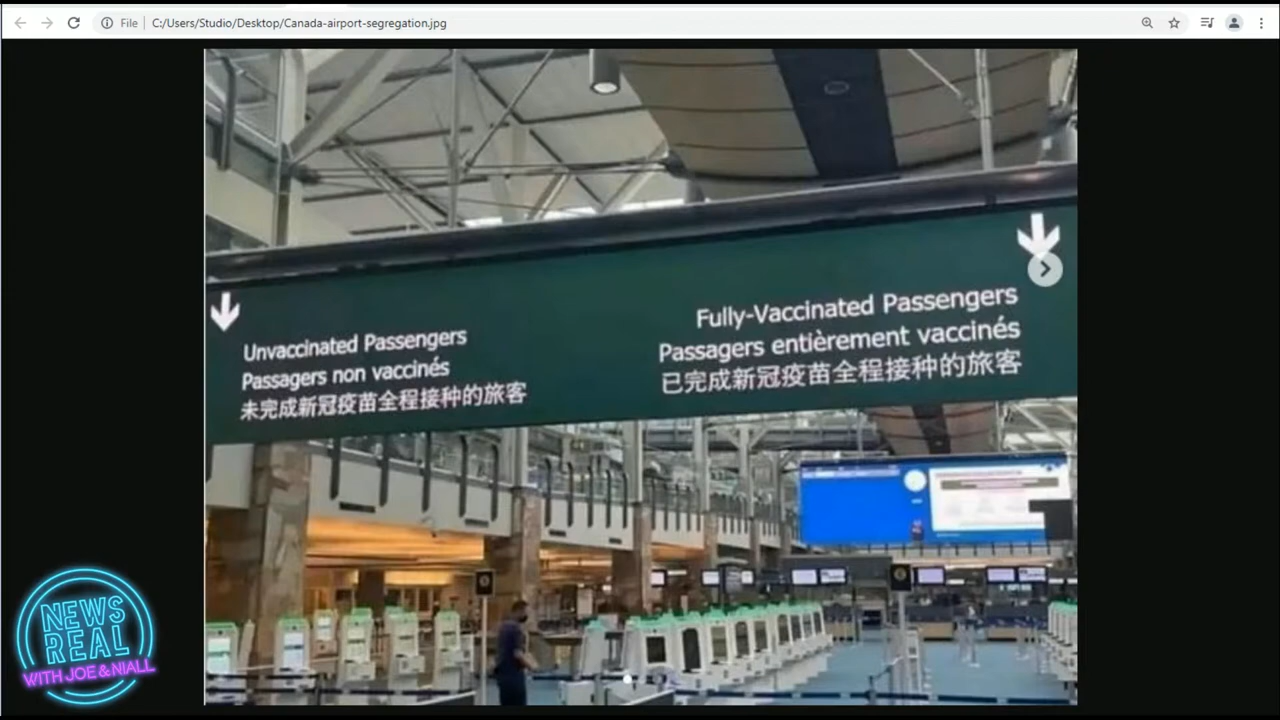 File
C:/Users/Studio/Desktop/Canada-airport-segregation.jpg
Unvaccinated Passengers
Passagers non vaccinés
未完成新冠疫苗全程接种的旅客
Fully-Vaccinated Passengers
Passagers entièrement vaccinés
已完成新冠疫苗全程接种的旅客
NEWS
REAL
WITH JOE & NIALL